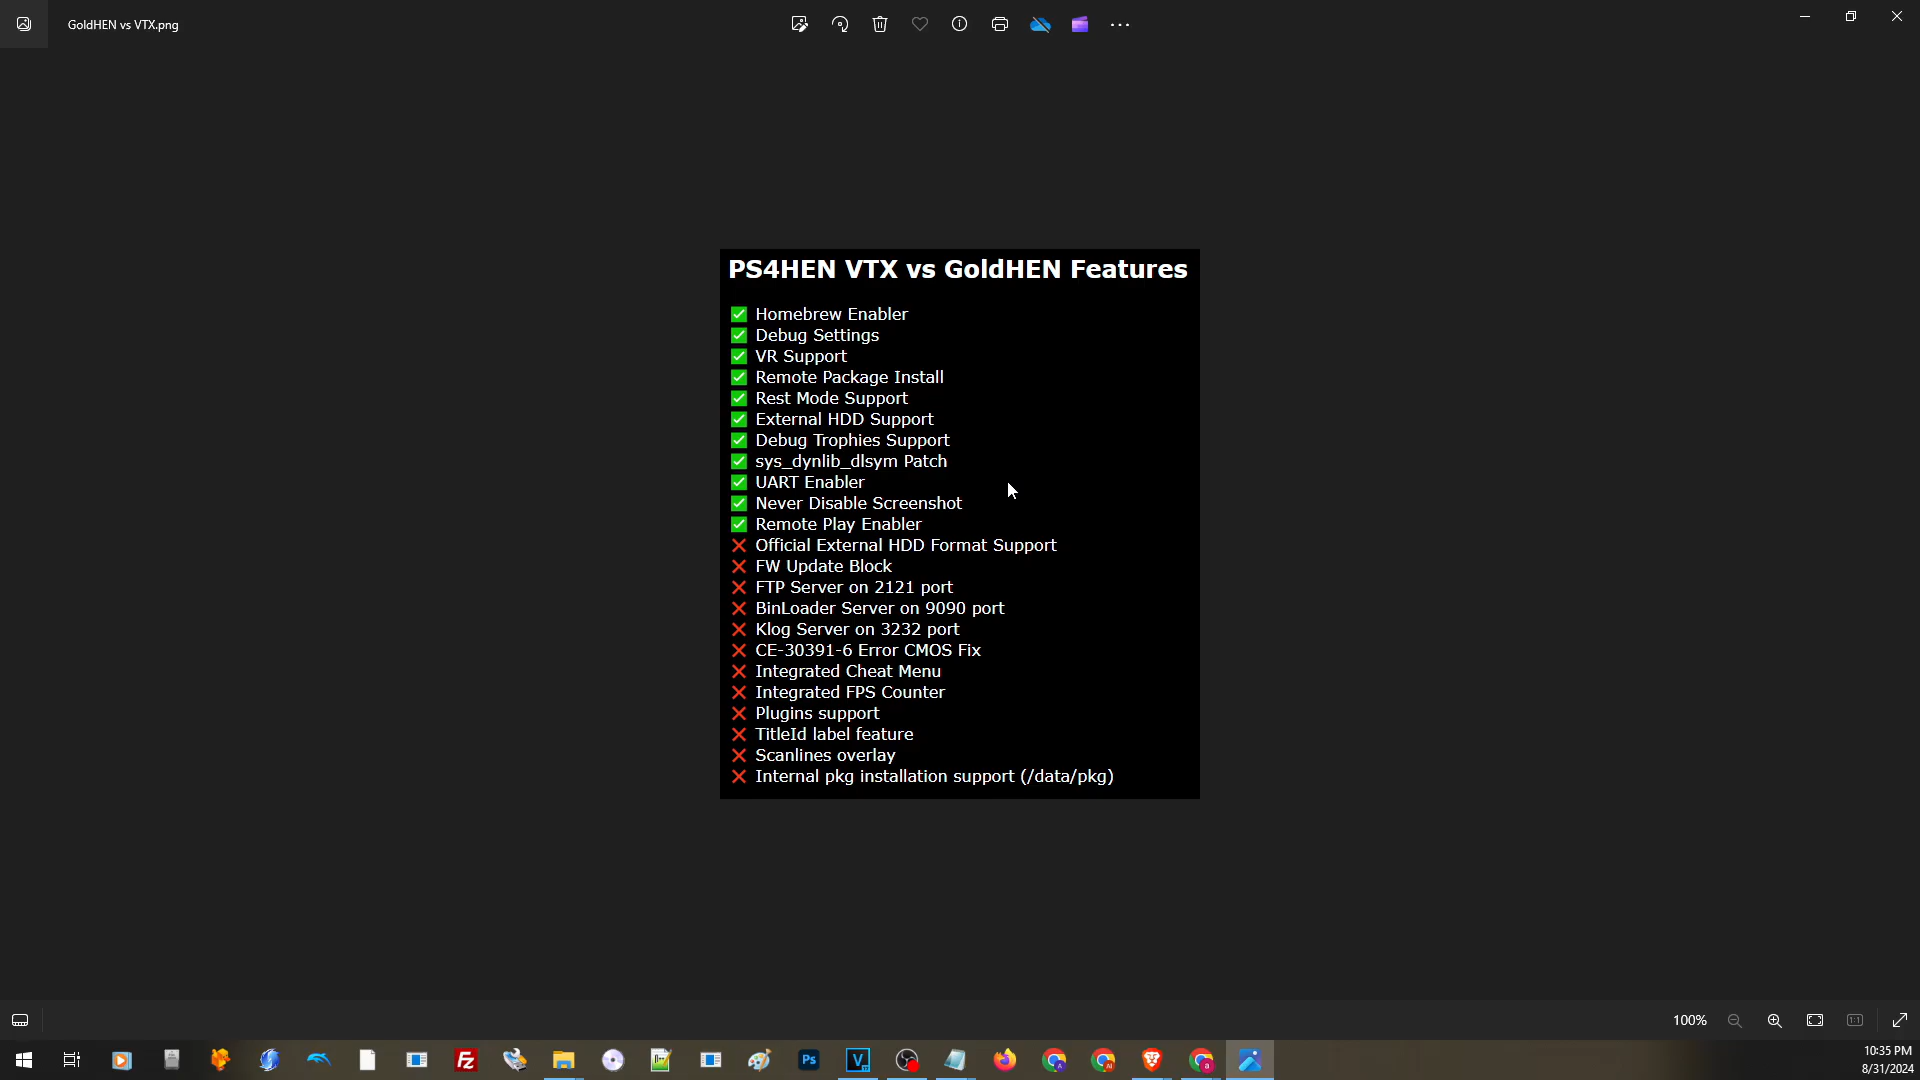 GoldHEN vs VTX.png
PS4HEN VTX vs GoldHEN Features
✅ Homebrew Enabler
✅ Debug Settings
✅ VR Support
✅ Remote Package Install
✅ Rest Mode Support
✅ External HDD Support
✅ Debug Trophies Support
✅ sys_dynlib_dlsym Patch
✅ UART Enabler
✅ Never Disable Screenshot
✅ Remote Play Enabler
❌ Official External HDD Format Support
❌ FW Update Block
❌ FTP Server on 2121 port
❌ BinLoader Server on 9090 port
❌ Klog Server on 3232 port
❌ CE-30391-6 Error CMOS Fix
❌ Integrated Cheat Menu
❌ Integrated FPS Counter
❌ Plugins support
❌ TitleId label feature
❌ Scanlines overlay
❌ Internal pkg installation support (/data/pkg)
100%
1:1
Fz
Ps
V
10:35 PM
8/31/2024